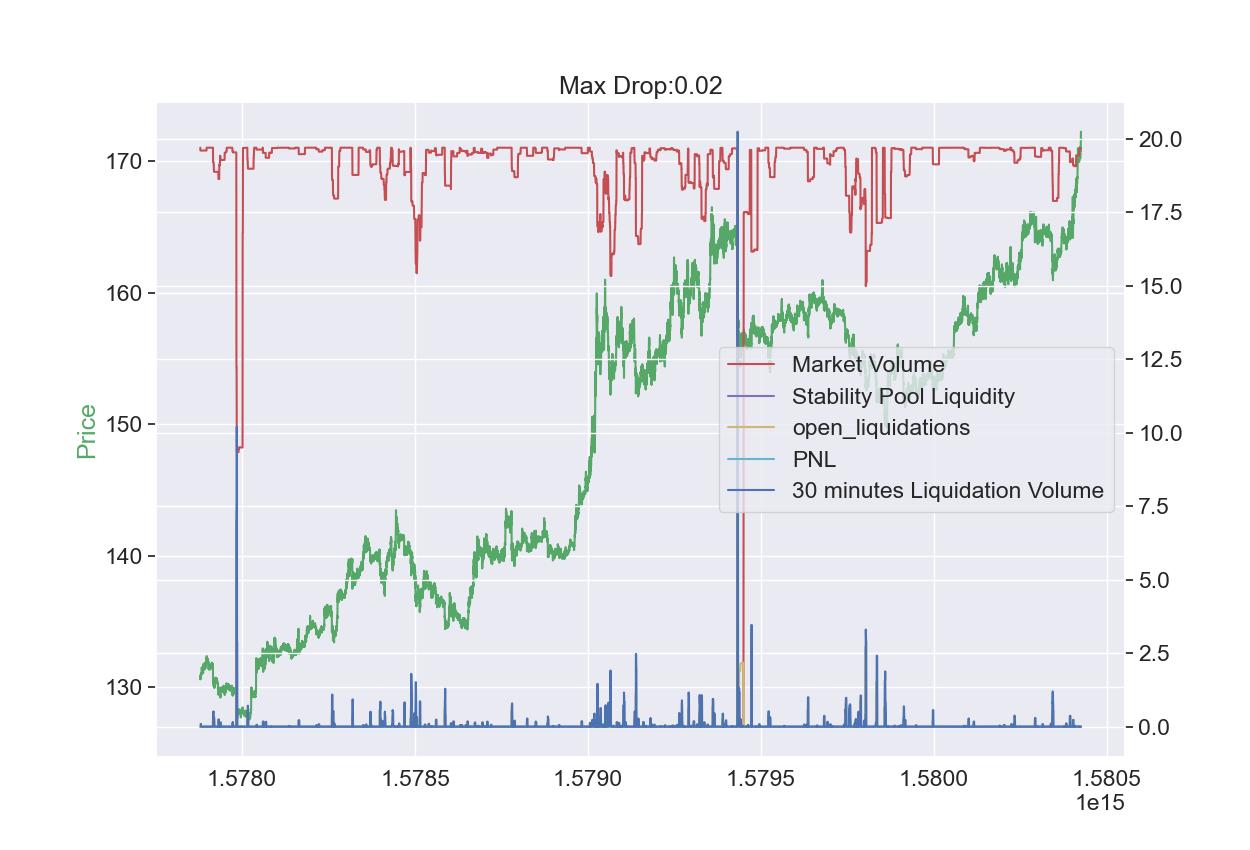 Max Drop:0.02
170
160
150
140
130
Price
20.0
17.5
15.0
12.5
10.0
7.5
5.0
2.5
0.0
Market Volume
Stability Pool Liquidity
open_liquidations
PNL
30 minutes Liquidation Volume
1.5780 1.5785 1.5790 1.5795 1.5800 1.5805
1e15